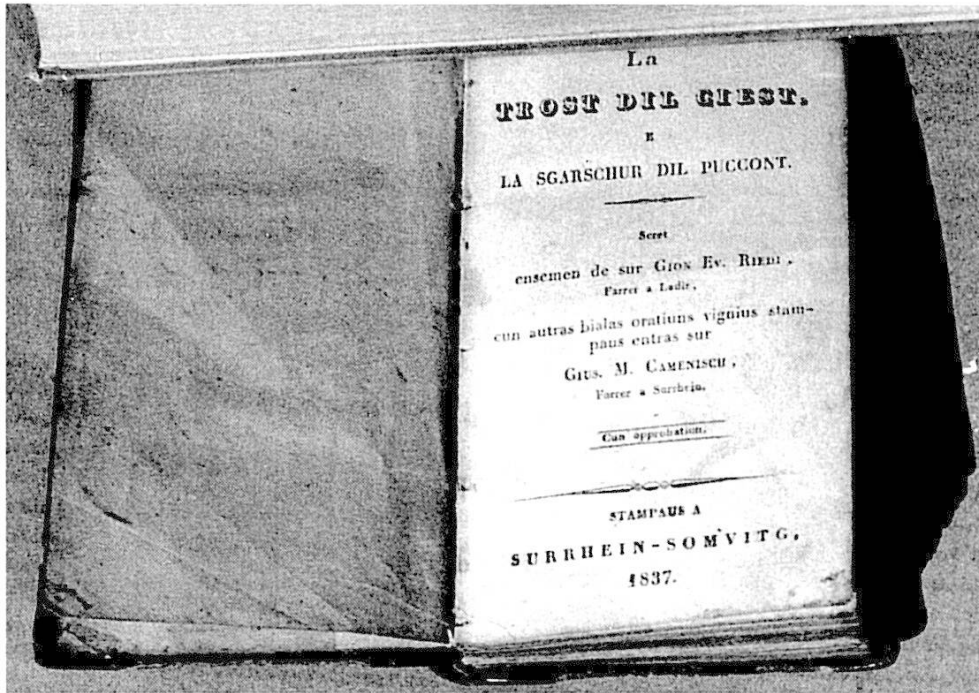 La
TROST DIL GIEST,
E
LA SGARSCHUR DIL PUCCONT.
Scret
ensemen de sur GION EV. RIEDI,
Farrer a Ladir,
cun autras bialas oratiuns vignius stam-
paus entras sur
GIUS. M. CAMENISCH,
Farrer a Surrhein.
Cun approbation.
STAMPAUS A
SURRHEIN-SOMVITG,
1837.